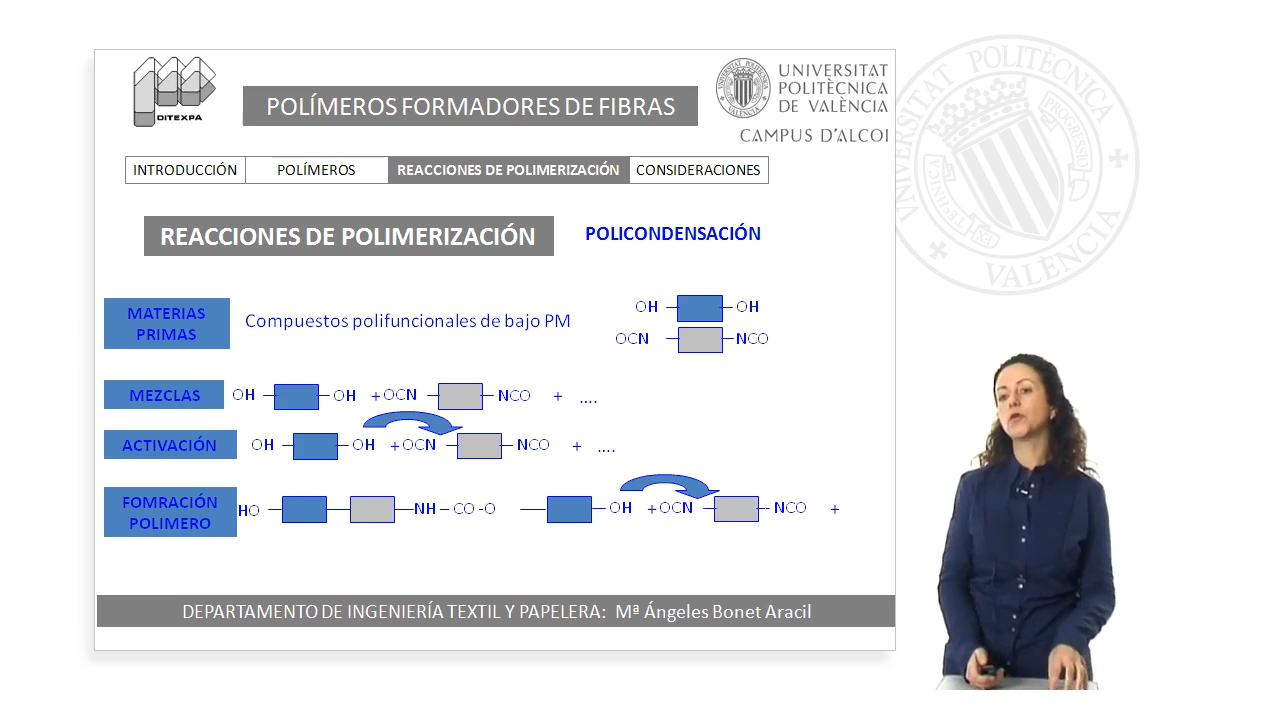 DITEXPA
POLÍMEROS FORMADORES DE FIBRAS
UNIVERSITAT
POLITÈCNICA
DE VALÈNCIA
CAMPUS D'ALCOI
INTRODUCCIÓN
POLÍMEROS
REACCIONES DE POLIMERIZACIÓN
CONSIDERACIONES
REACCIONES DE POLIMERIZACIÓN
POLICONDENSACIÓN
MATERIAS
PRIMAS
Compuestos polifuncionales de bajo PM
OH OH
OCN NCO
MEZCLAS
OH OH + OCN NCO + ....
ACTIVACIÓN
OH OH + OCN NCO + ....
FOMRACIÓN
POLIMERO
HO NH – CO -O OH + OCN NCO +
DEPARTAMENTO DE INGENIERÍA TEXTIL Y PAPELERA: Mª Ángeles Bonet Aracil
UNIVERSITAT POLITÈCNICA
VALÈNCIA